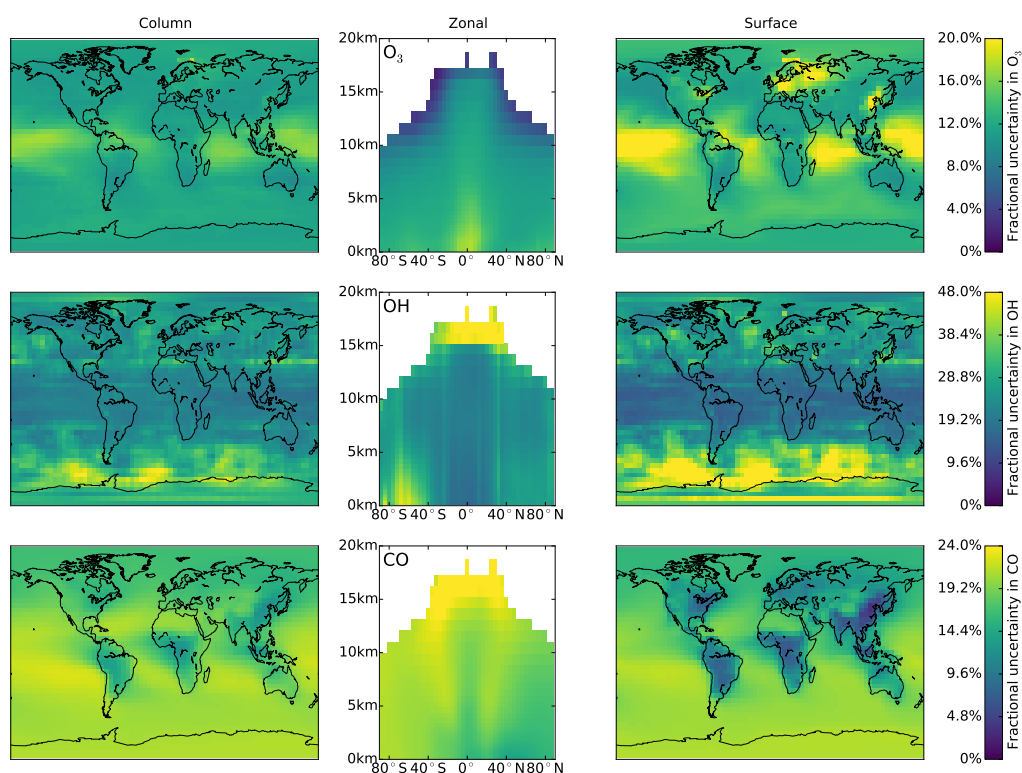 Column Zonal Surface
20km
15km
10km
5km
0km
80°S 40°S 0° 40°N 80°N
O₃
20.0%
16.0%
12.0%
8.0%
4.0%
0%
Fractional uncertainty in O₃
20km
15km
10km
5km
0km
80°S 40°S 0° 40°N 80°N
OH
48.0%
38.4%
28.8%
19.2%
9.6%
0%
Fractional uncertainty in OH
20km
15km
10km
5km
0km
80°S 40°S 0° 40°N 80°N
CO
24.0%
19.2%
14.4%
9.6%
4.8%
0%
Fractional uncertainty in CO